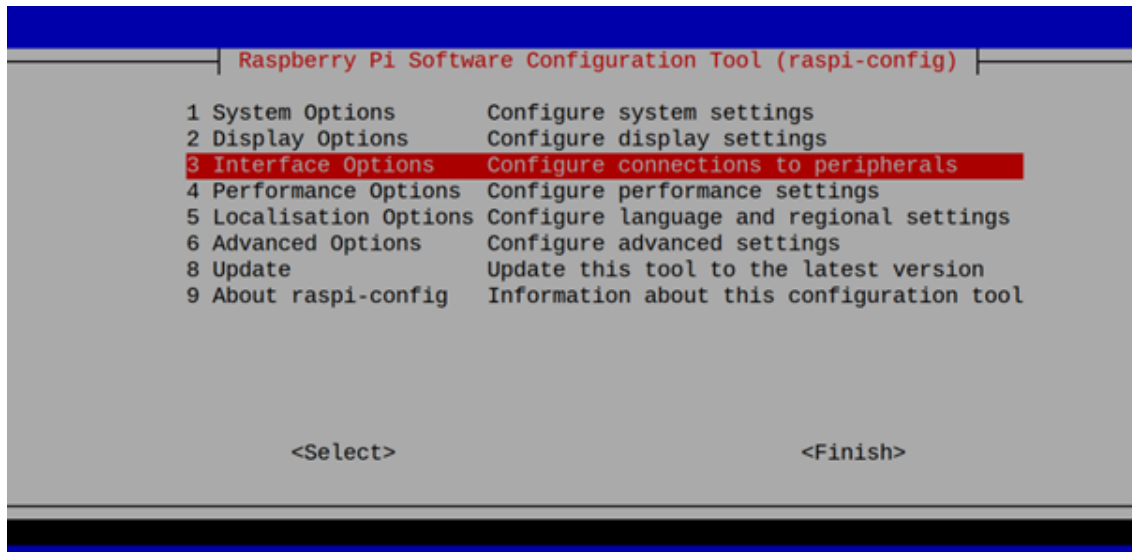 Raspberry Pi Software Configuration Tool (raspi-config)
1 System Options Configure system settings
2 Display Options Configure display settings
3 Interface Options Configure connections to peripherals
4 Performance Options Configure performance settings
5 Localisation Options Configure language and regional settings
6 Advanced Options Configure advanced settings
8 Update Update this tool to the latest version
9 About raspi-config Information about this configuration tool
<Select> <Finish>